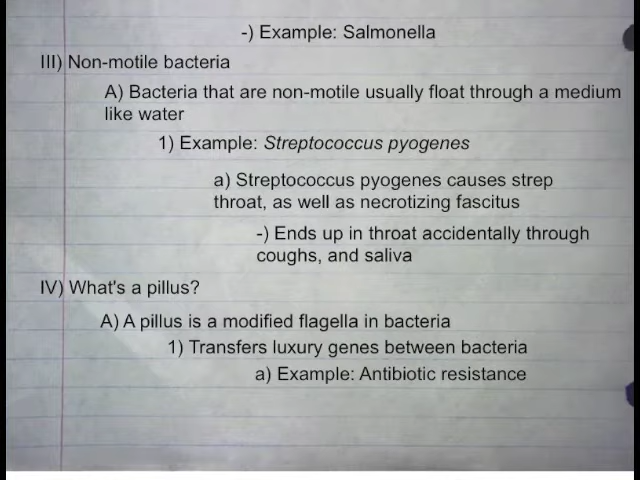 -) Example: Salmonella
III) Non-motile bacteria
A) Bacteria that are non-motile usually float through a medium
like water
1) Example: Streptococcus pyogenes
a) Streptococcus pyogenes causes strep
throat, as well as necrotizing fascitus
-) Ends up in throat accidentally through
coughs, and saliva
IV) What's a pillus?
A) A pillus is a modified flagella in bacteria
1) Transfers luxury genes between bacteria
a) Example: Antibiotic resistance